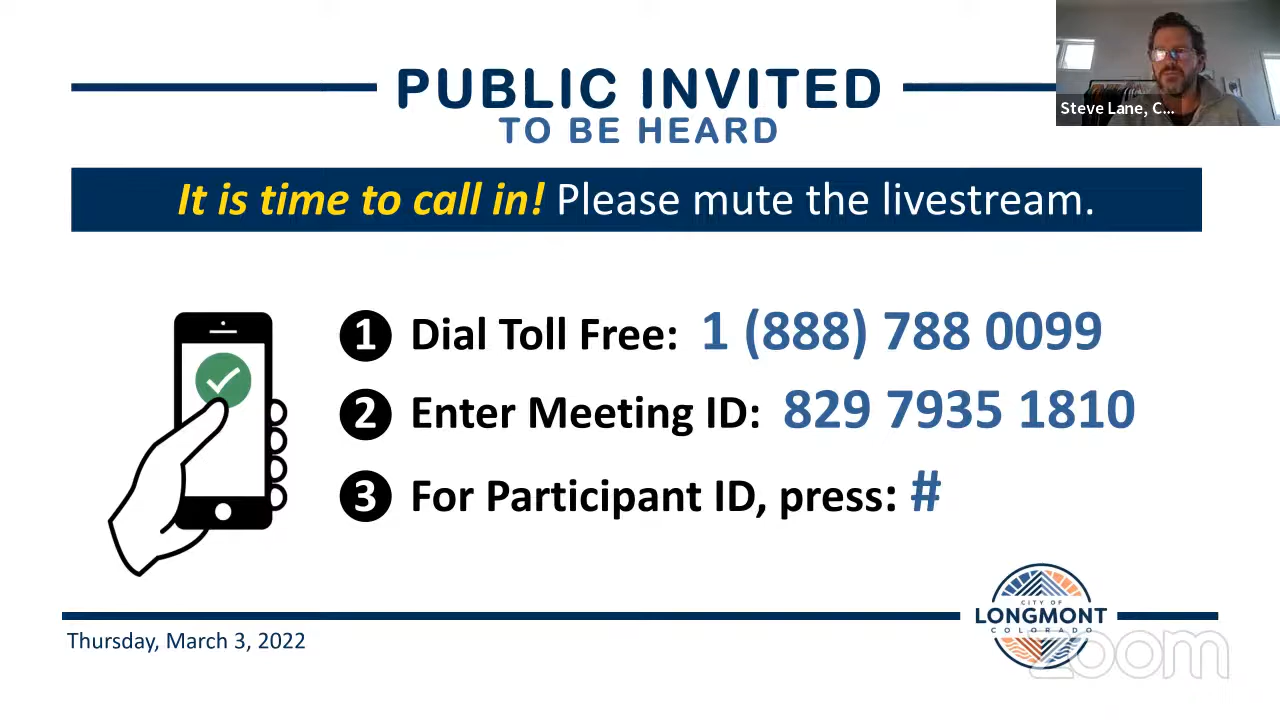 PUBLIC INVITED
TO BE HEARD
Steve Lane, C...
It is time to call in! Please mute the livestream.
1 Dial Toll Free: 1 (888) 788 0099
2 Enter Meeting ID: 829 7935 1810
3 For Participant ID, press: #
CITY OF
LONGMONT
COLORADO
Thursday, March 3, 2022
zoom